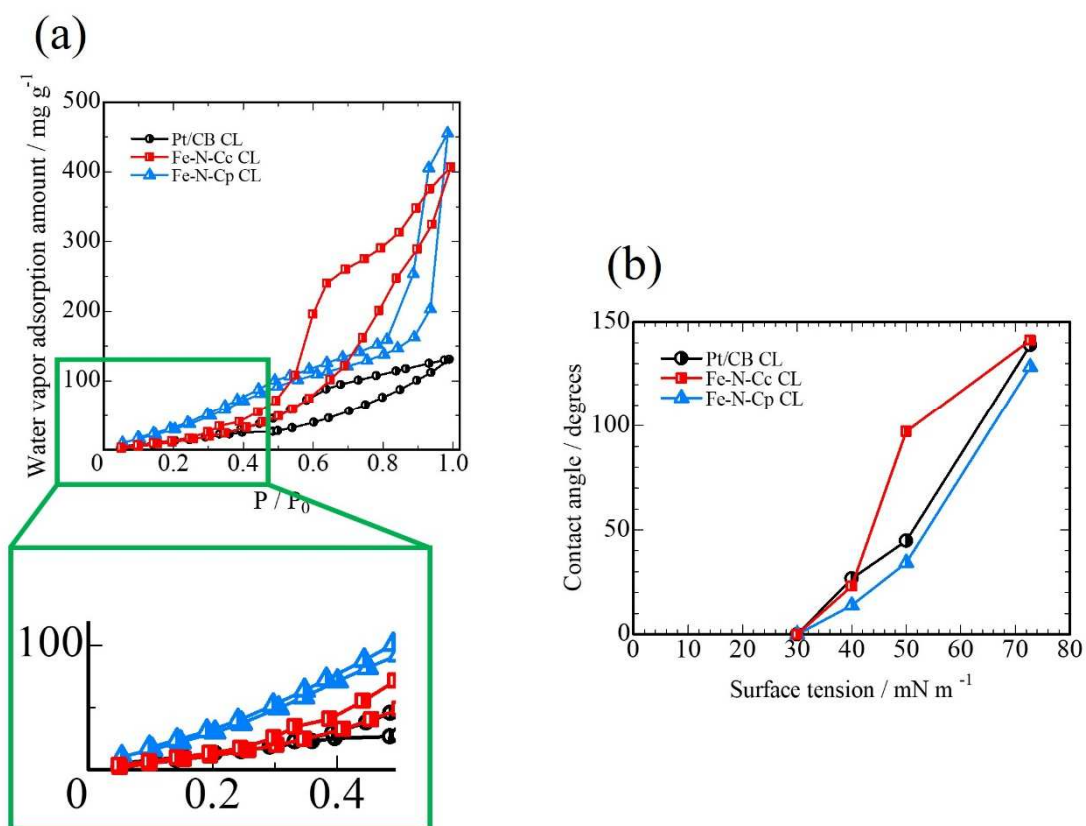 (a)
Water vapor adsorption amount / mg g⁻¹
500
400
300
200
100
0
0.2
0.4
0.6
0.8
1.0
P / P₀
Pt/CB CL
Fe-N-Cc CL
Fe-N-Cp CL
100
0
0.2
0.4
(b)
Contact angle / degrees
150
100
50
0
0
10
20
30
40
50
60
70
80
Surface tension / mN m⁻¹
Pt/CB CL
Fe-N-Cc CL
Fe-N-Cp CL